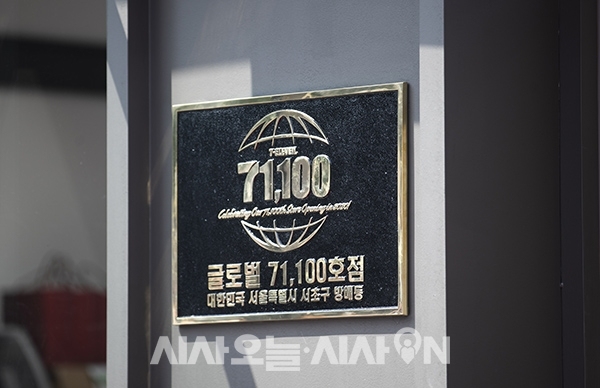 71,100
Celebrating Our 71,100th Store Opening in 2021
글로벌 71,100호점
대한민국 서울특별시 서초구 방배동
시사오늘·시사ON